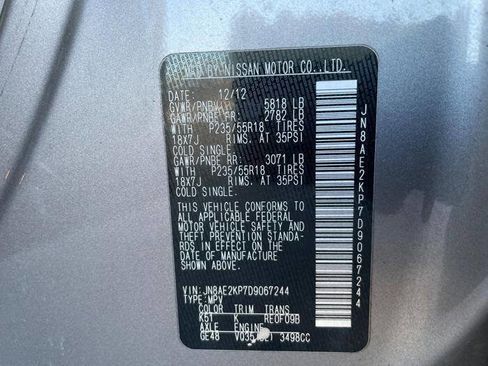 MFD BY NISSAN MOTOR CO.,LTD.
12/12
GVWR/PNBV 5818 LB
GAWR/PNBE FR: 2782 LB
WITH P235/55R18 TIRES
18X7J RIMS, AT 35PSI
COLD SINGLE.
GAWR/PNBE RR: 3071 LB
WITH P235/55R18 TIRES
18X7J RIMS, AT 35PSI
COLD SINGLE.
THIS VEHICLE CONFORMS TO
ALL APPLICABLE FEDERAL
MOTOR VEHICLE SAFETY AND
THEFT PREVENTION STANDA-
RDS IN EFFECT ON THE
DATE OF MANUFACTURE
SHOWN ABOVE.
VIN:JN8AE2KP7D9067244
TYPE:MPV
COLOR TRIM TRANS
K51 K RE0F09B
AXLE ENGINE
GE48 3498CC
JN8AE2KP7D9067244